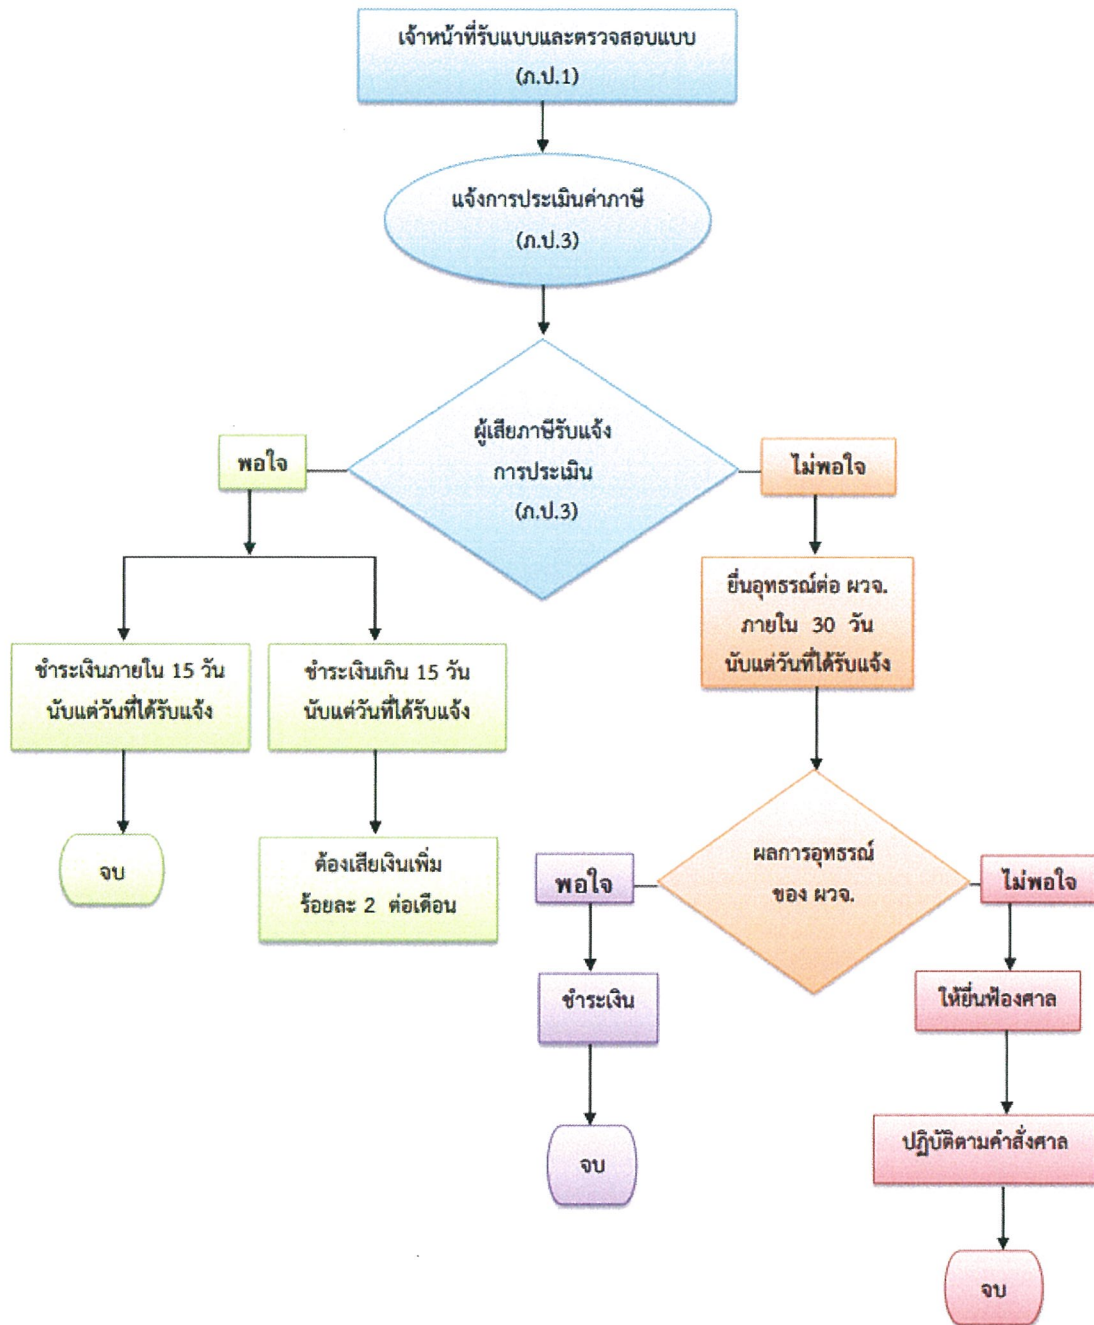 เจ้าหน้าที่รับแบบและตรวจสอบแบบ
(ภ.ป.1)
แจ้งการประเมินค่าภาษี
(ภ.ป.3)
ผู้เสียภาษีรับแจ้ง
การประเมิน
(ภ.ป.3)
พอใจ
ไม่พอใจ
ชำระเงินภายใน 15 วัน
นับแต่วันที่ได้รับแจ้ง
ชำระเงินเกิน 15 วัน
นับแต่วันที่ได้รับแจ้ง
ยื่นอุทธรณ์ต่อ ผวจ.
ภายใน 30 วัน
นับแต่วันที่ได้รับแจ้ง
จบ
ต้องเสียเงินเพิ่ม
ร้อยละ 2 ต่อเดือน
ผลการอุทธรณ์
ของ ผวจ.
พอใจ
ไม่พอใจ
ชำระเงิน
ให้ยื่นฟ้องศาล
จบ
ปฏิบัติตามคำสั่งศาล
จบ